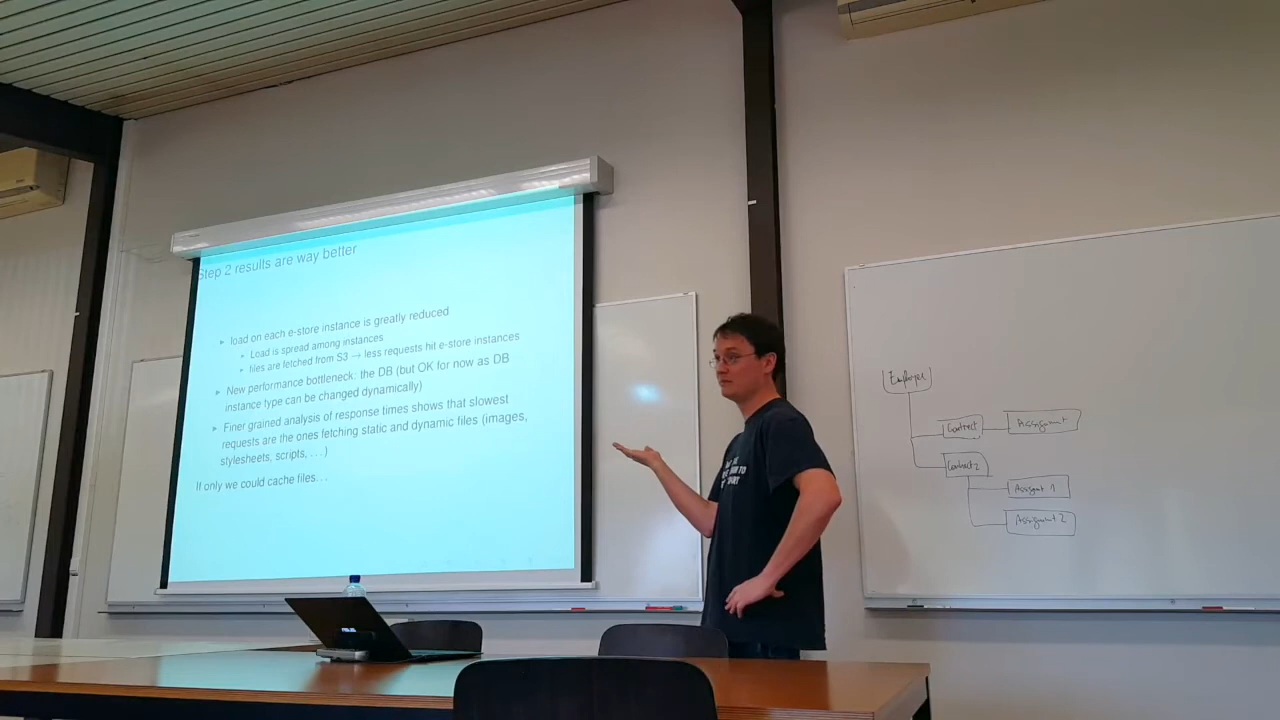 Step 2 results are way better
load on each e-store instance is greatly reduced
Load is spread among instances
files are fetched from S3 → less requests hit e-store instances
New performance bottleneck: the DB (but OK for now as DB
instance type can be changed dynamically)
Finer grained analysis of response times shows that slowest
requests are the ones fetching static and dynamic files (images,
stylesheets, scripts, . . . )
If only we could cache files. . .
Employee
Contract
Assignment
Contract 2
Assigmt 1
Assigment 2
ASUS